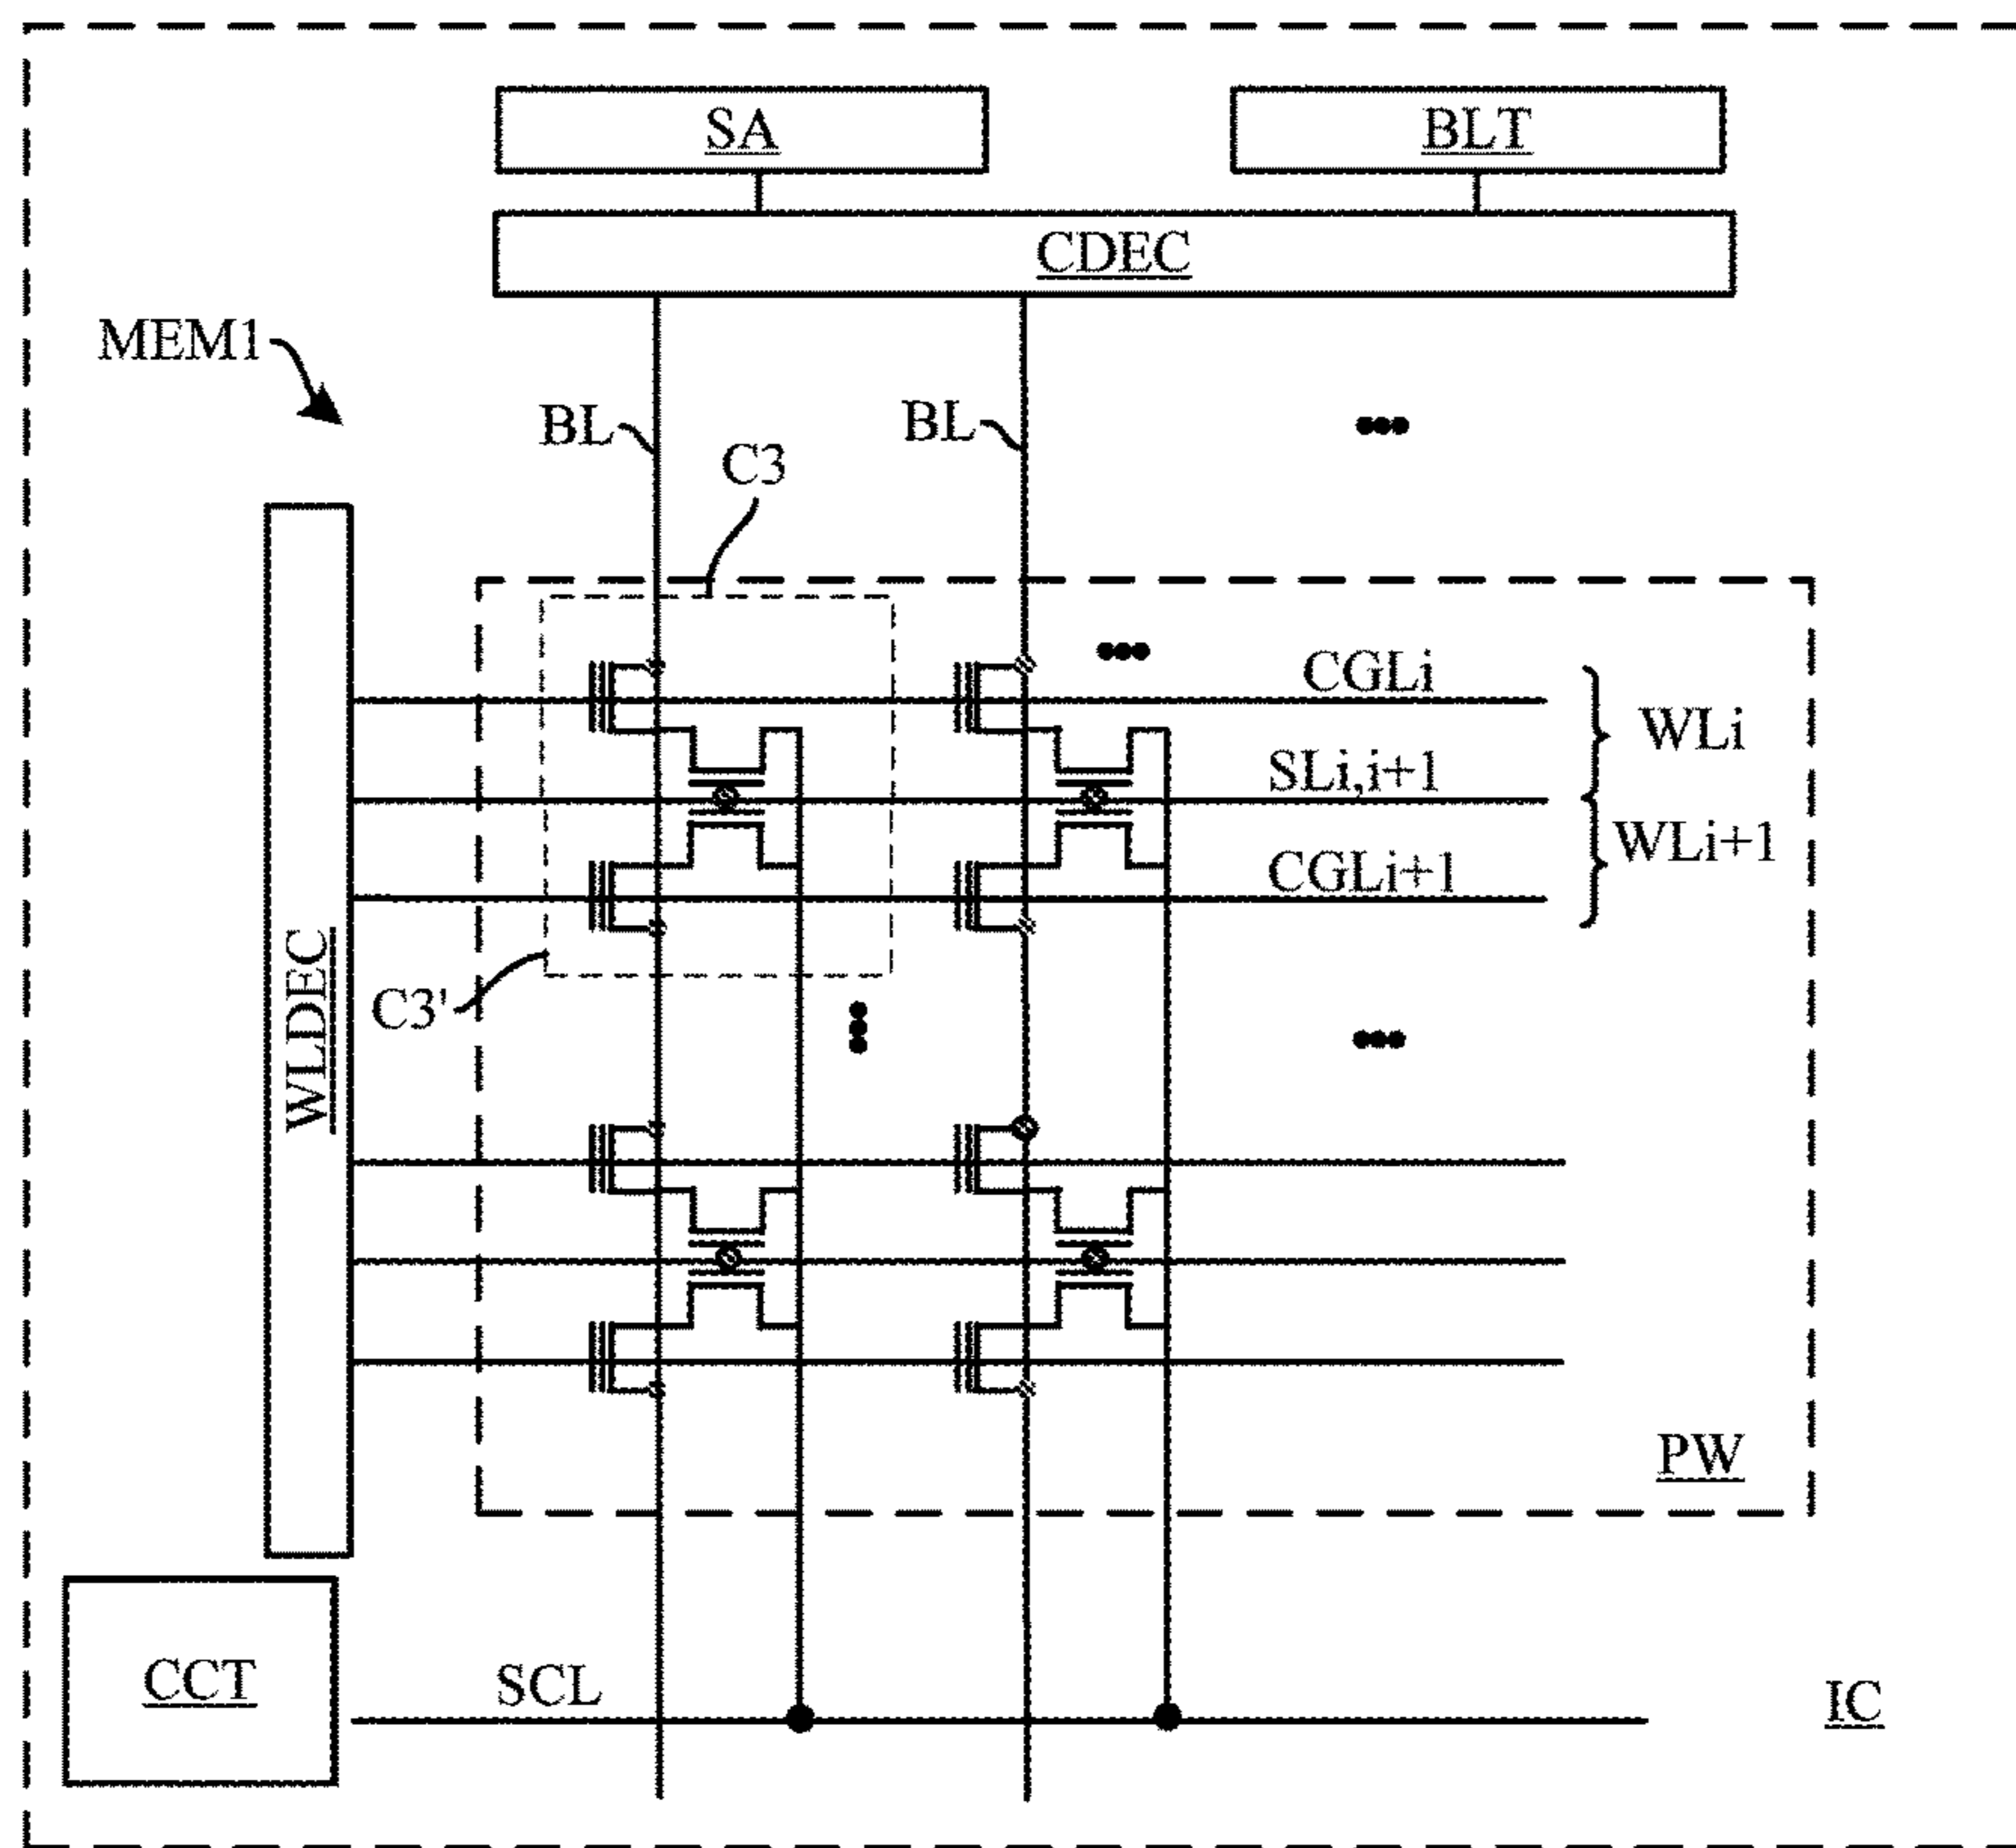 SA
BLT
CDEC
MEM1
BL
BL
C3
CGLi
WLi
SLi,i+1
WLi+1
CGLi+1
WLDEC
C3'
PW
CCT
SCL
IC